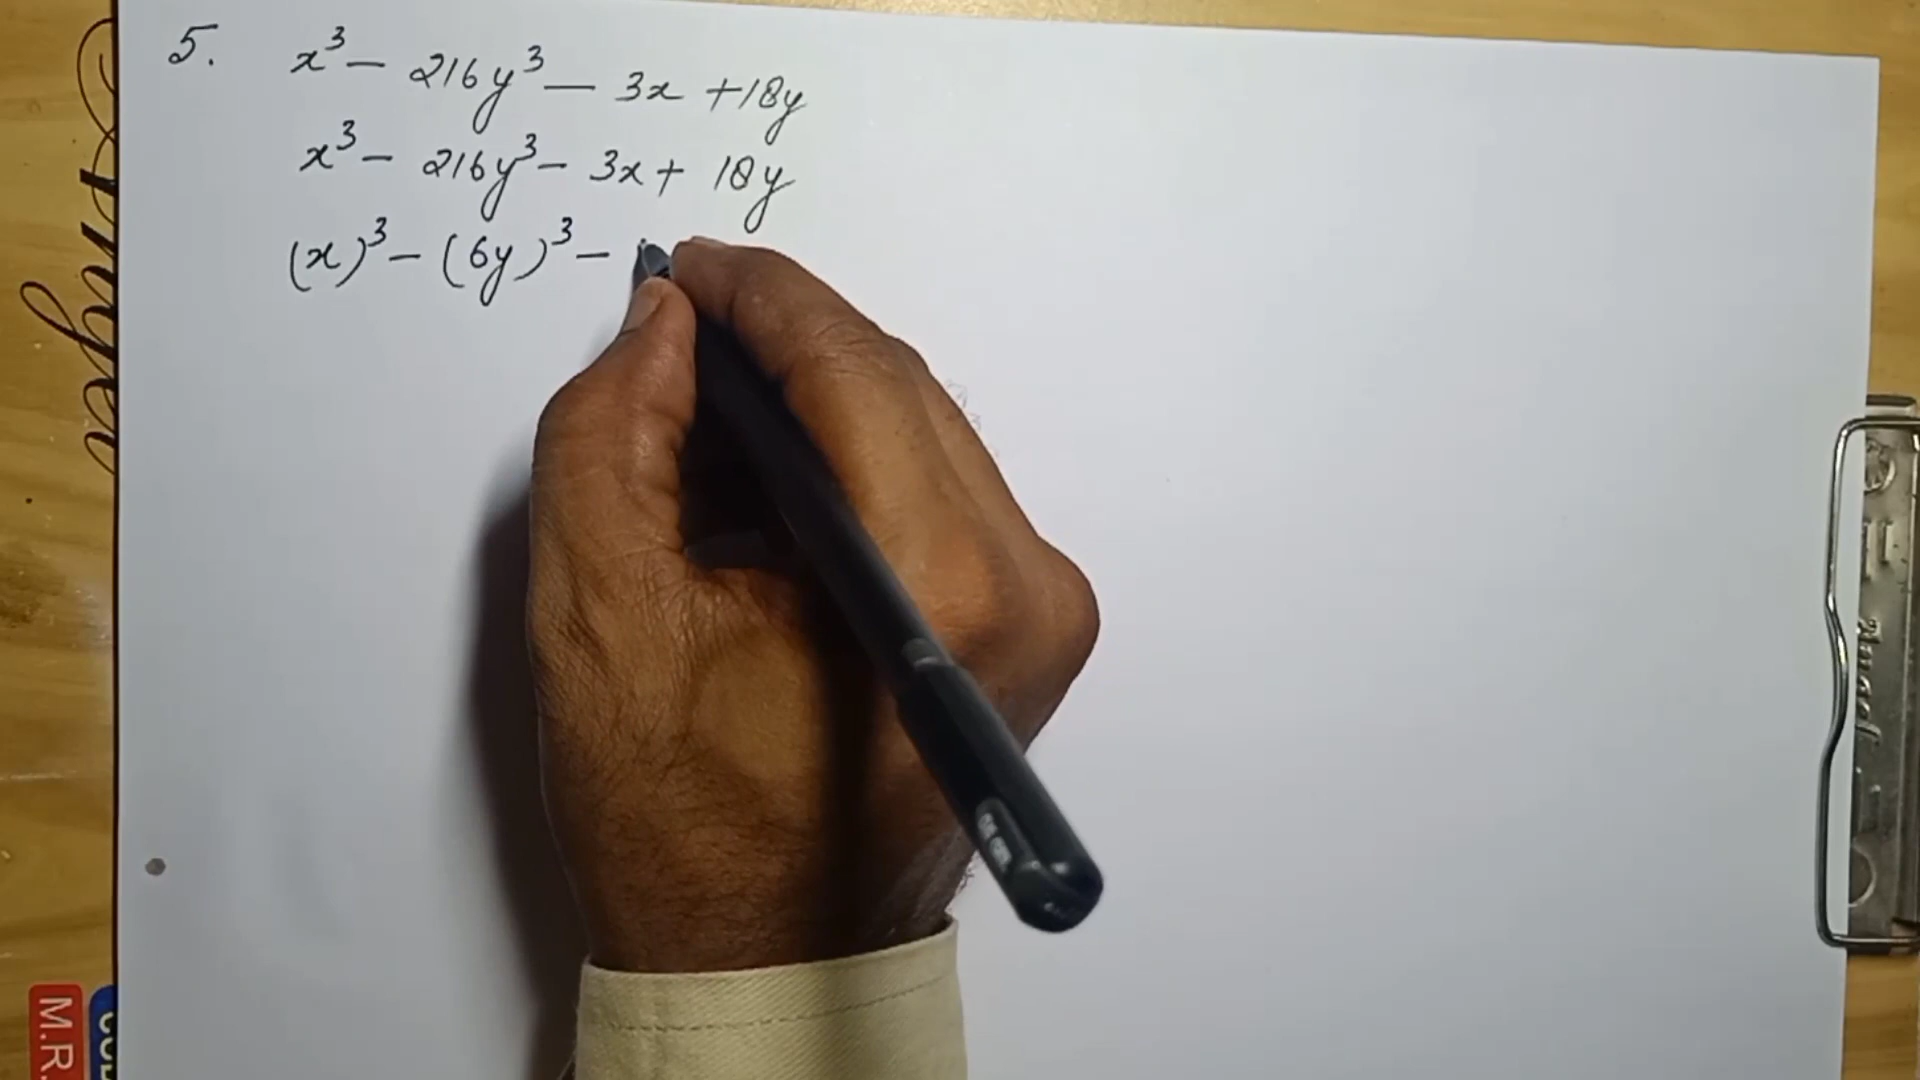 5. x³ - 216y³ - 3x + 18y
x³ - 216y³ - 3x + 18y
(x)³ - (6y)³ -
M.R.